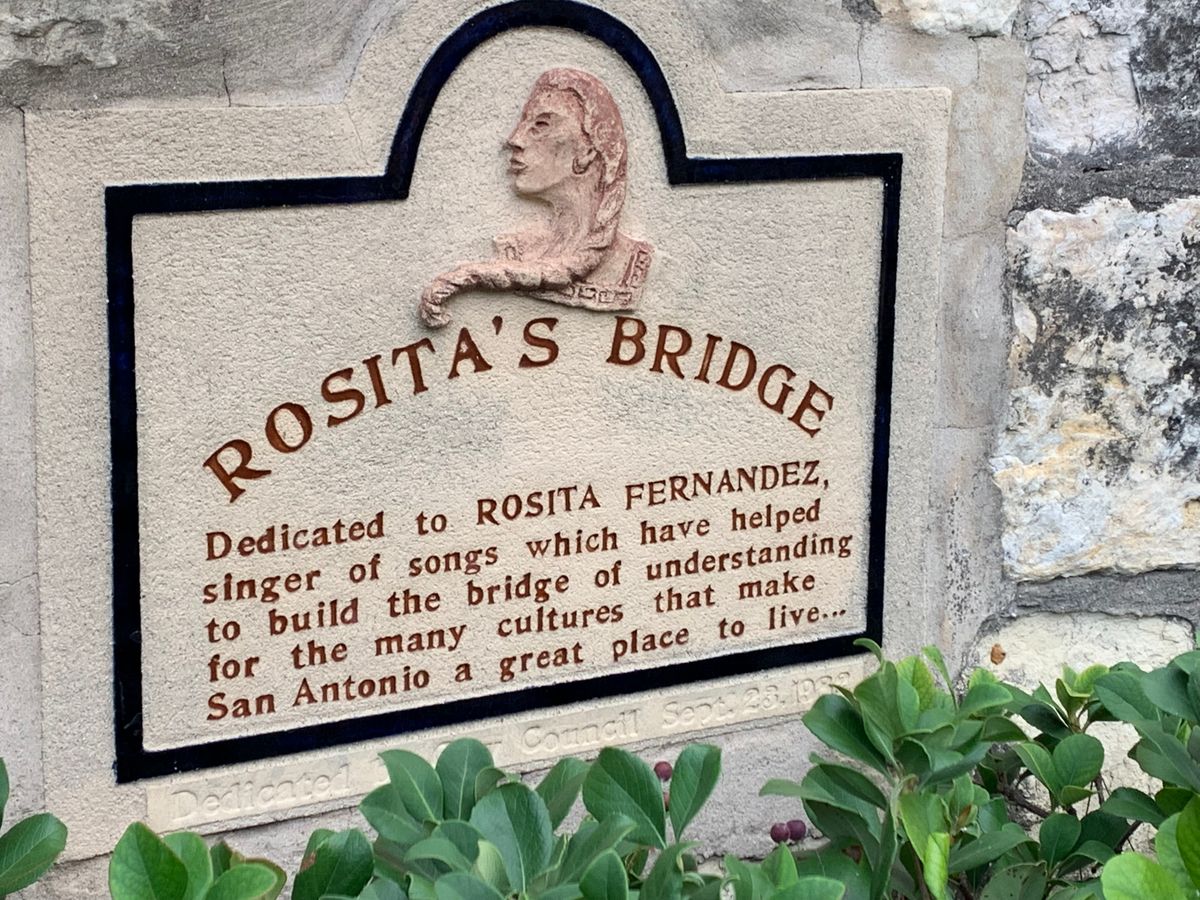 ROSITA'S BRIDGE
Dedicated to ROSITA FERNANDEZ,
singer of songs which have helped
to build the bridge of understanding
for the many cultures that make
San Antonio a great place to live...
Dedicated Council Sept. 23,